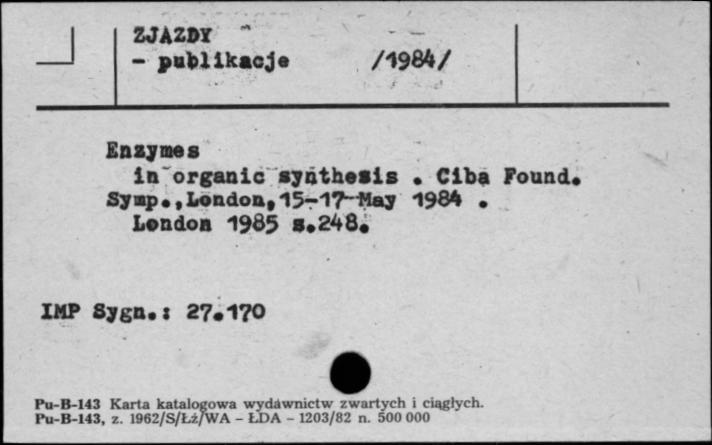 ZJAZDY
- publikacje /1984/
Enzymes
in organic synthesis . Ciba Found.
Symp.,London,15-17 May 1984 .
London 1985 s.248.
IMP Sygn.: 27.170
Pu-B-143 Karta katalogowa wydawnictw zwartych i ciągłych.
Pu-B-143, z. 1962/S/Łż/WA - ŁDA - 1203/82 n. 500 000